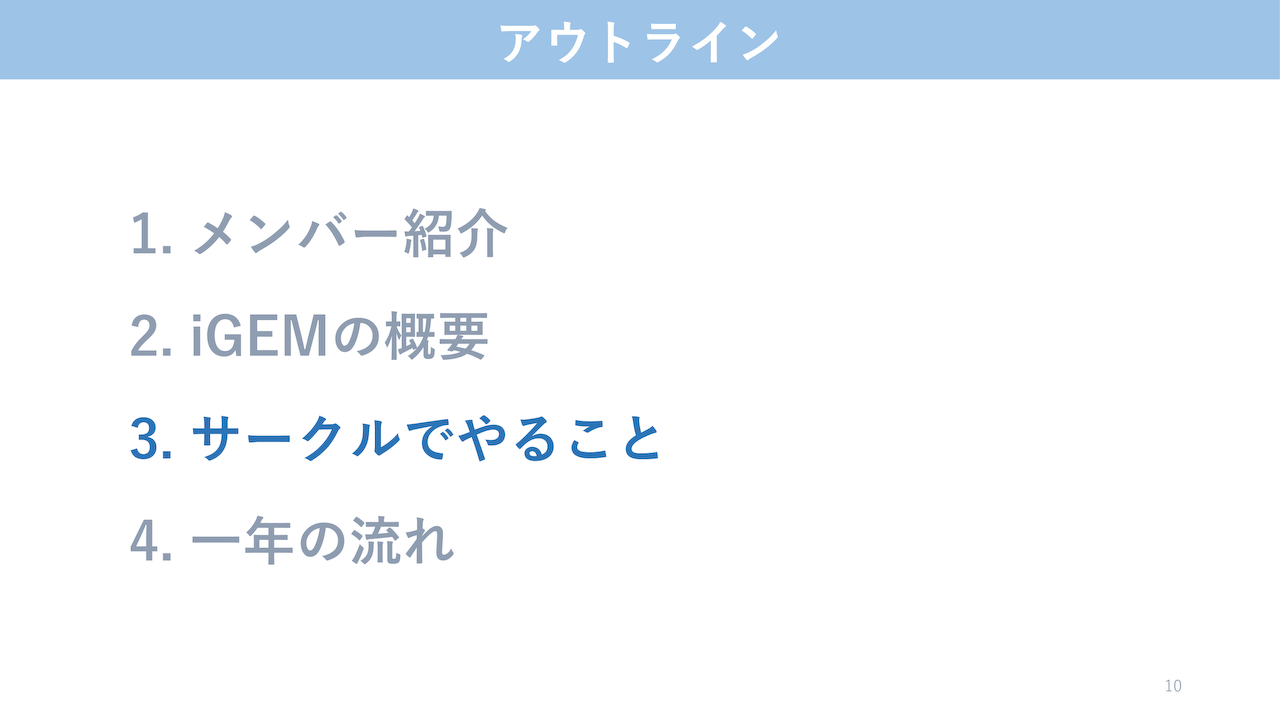 アウトライン
1. メンバー紹介
2. iGEMの概要
3. サークルでやること
4. 一年の流れ
10